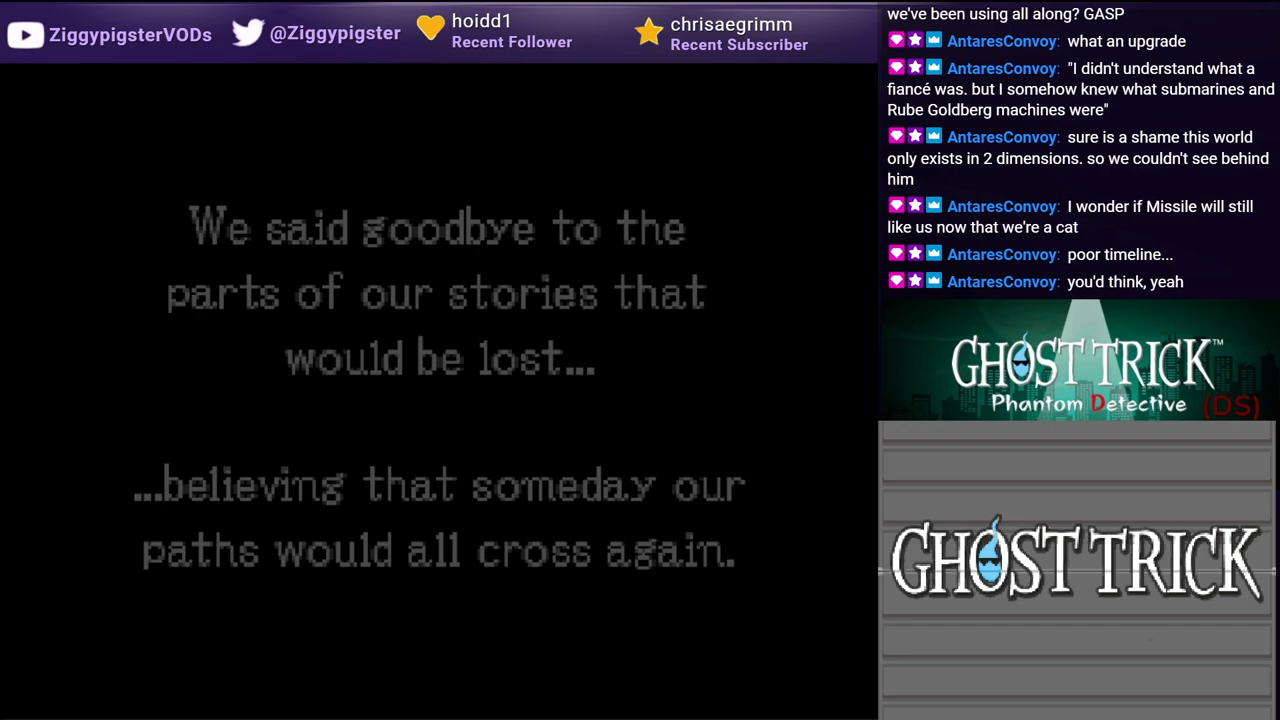 ZiggypigsterVODs
@Ziggypigster
hoidd1
Recent Follower
chrisaegrimm
Recent Subscriber
We said goodbye to the
parts of our stories that
would be lost...
...believing that someday our
paths would all cross again.
we've been using all along? GASP
AntaresConvoy: what an upgrade
AntaresConvoy: "I didn't understand what a
fiancé was. but I somehow knew what submarines and
Rube Goldberg machines were"
AntaresConvoy: sure is a shame this world
only exists in 2 dimensions. so we couldn't see behind
him
AntaresConvoy: I wonder if Missile will still
like us now that we're a cat
AntaresConvoy: poor timeline...
AntaresConvoy: you'd think, yeah
GHOST TRICK™
Phantom Detective (DS)
GHOST TRICK